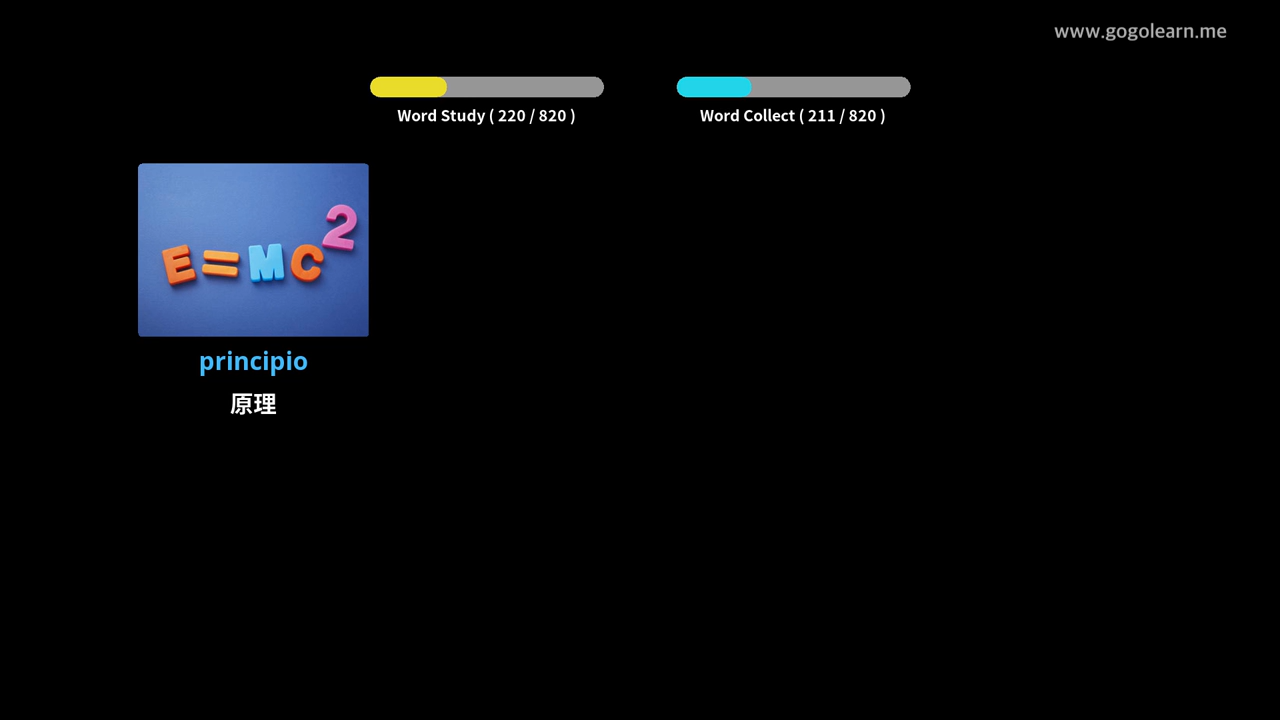 www.gogolearn.me
Word Study ( 220 / 820 )
Word Collect ( 211 / 820 )
E=MC²
principio
原理